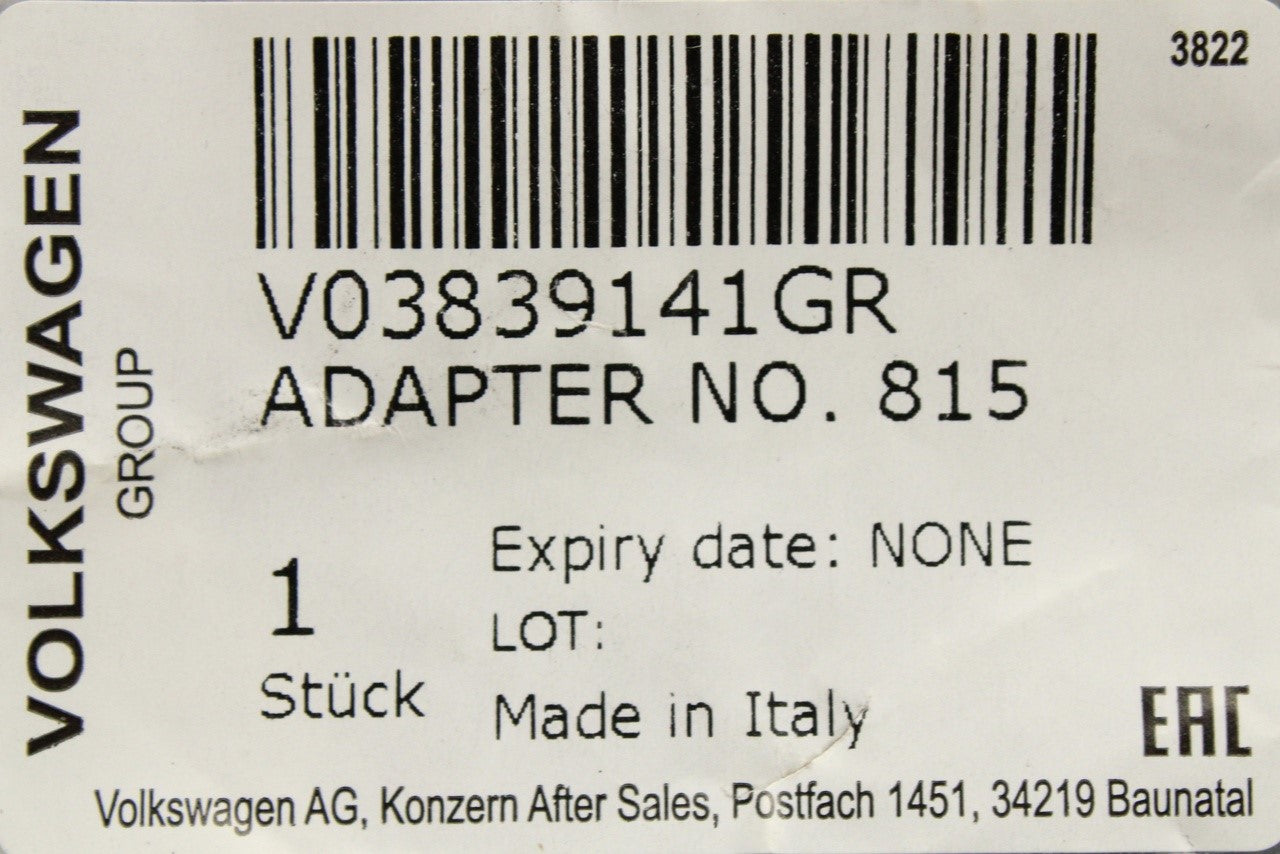 3822
VOLKSWAGEN
GROUP
V03839141GR
ADAPTER NO. 815
1
Stück
Expiry date: NONE
LOT:
Made in Italy
EAC
Volkswagen AG, Konzern After Sales, Postfach 1451, 34219 Baunatal